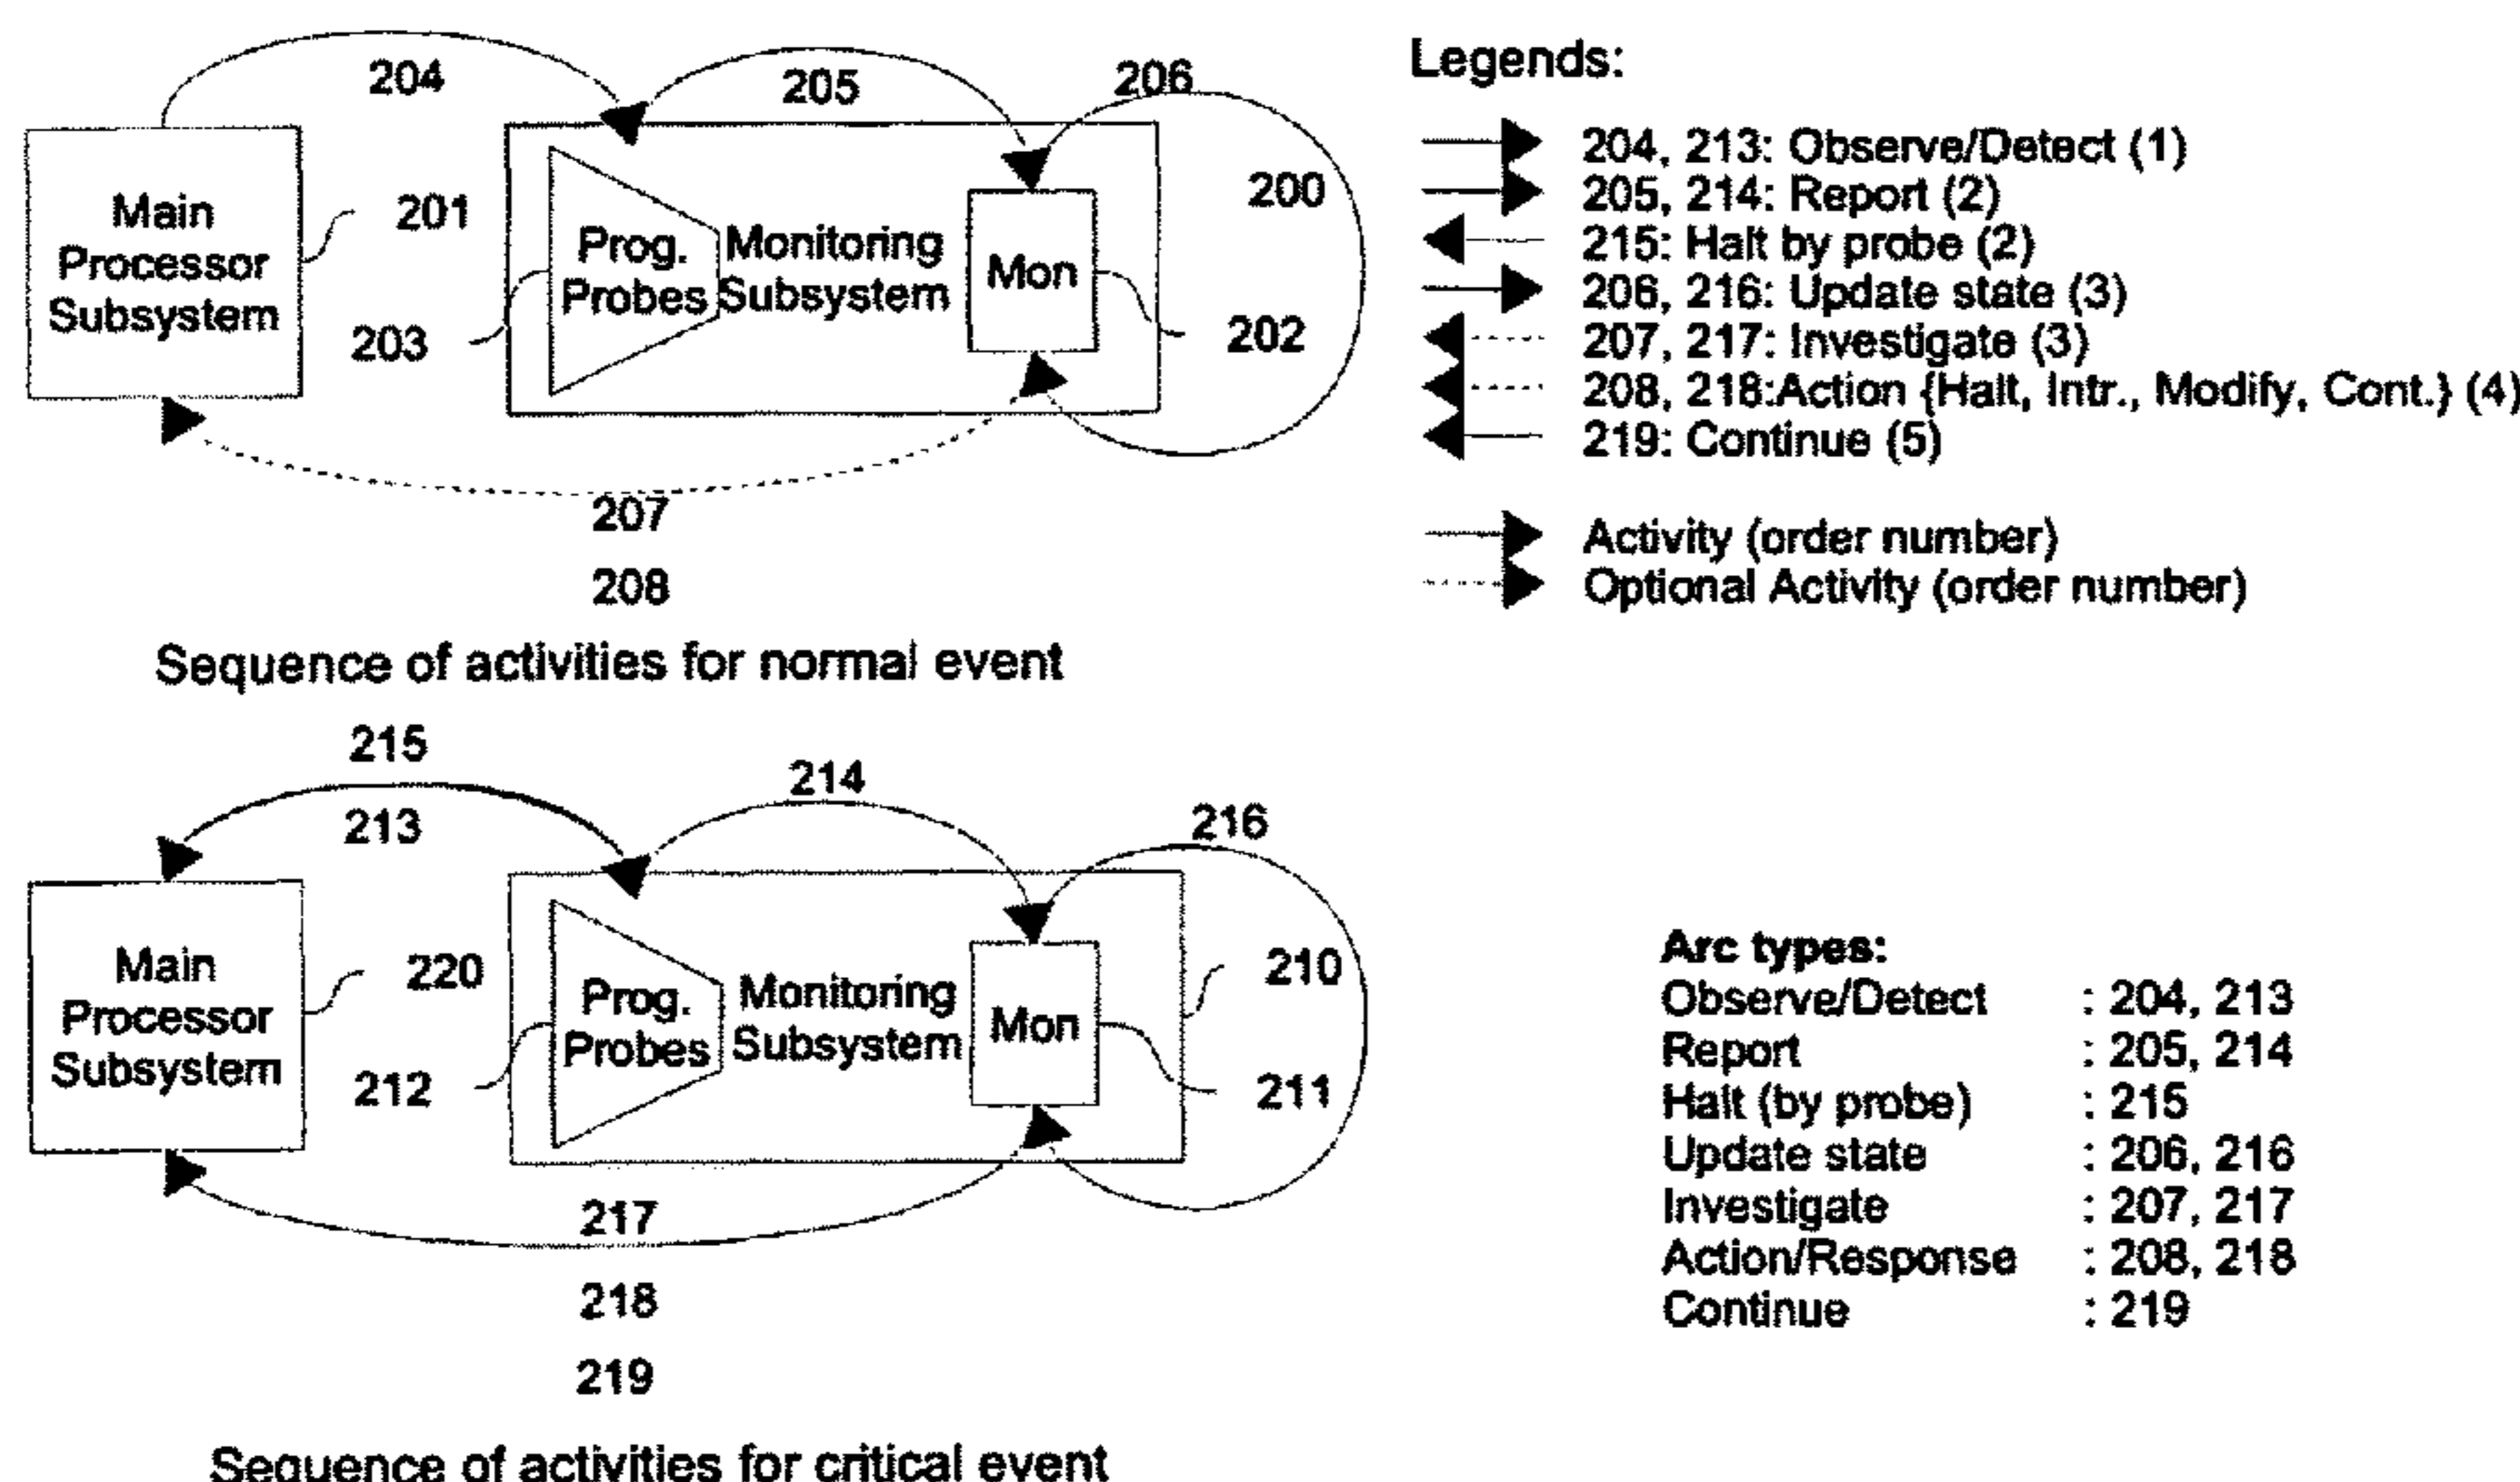 204
205
206
Main
Processor
Subsystem
201
203
Prog.
Probes
Monitoring
Subsystem
Mon
200
202
207
208
Sequence of activities for normal event
Legends:
204, 213: Observe/Detect (1)
205, 214: Report (2)
215: Halt by probe (2)
206, 216: Update state (3)
207, 217: Investigate (3)
208, 218:Action {Halt, Intr., Modify, Cont.} (4)
219: Continue (5)
Activity (order number)
Optional Activity (order number)
215
213
214
216
Main
Processor
Subsystem
220
212
Prog.
Probes
Monitoring
Subsystem
Mon
210
211
217
218
219
Sequence of activities for critical event
Arc types:
Observe/Detect : 204, 213
Report : 205, 214
Halt (by probe) : 215
Update state : 206, 216
Investigate : 207, 217
Action/Response : 208, 218
Continue : 219